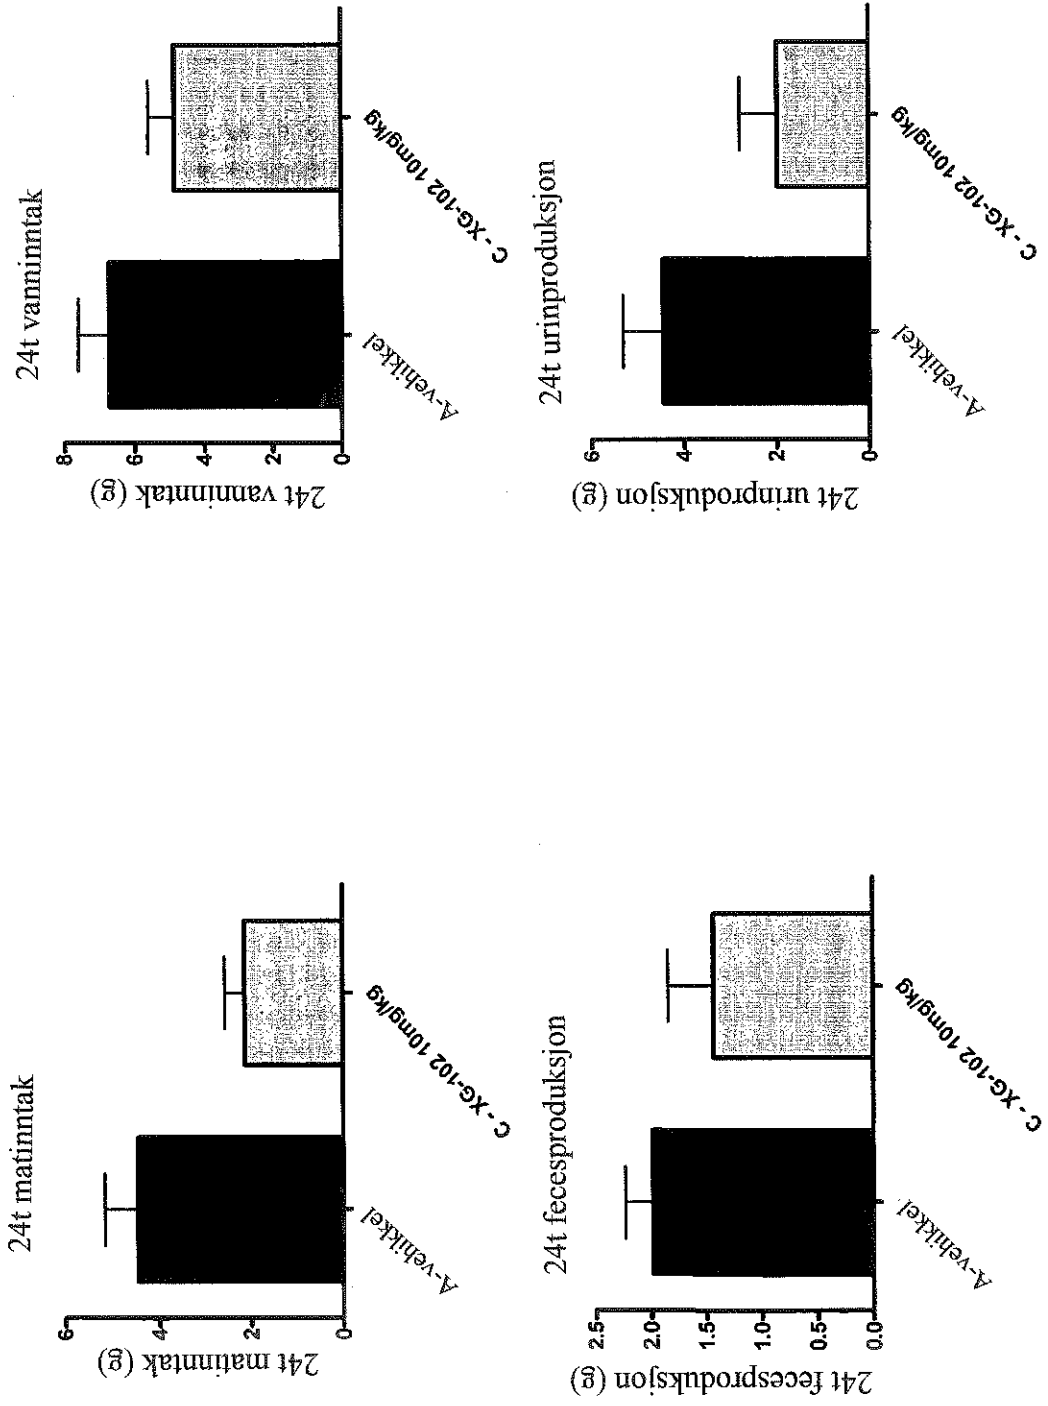 24t matinntak
24t matinntak (g)
6
4
2
0
A-vehikkel
C - XG-102 10mg/kg
24t vanninntak
24t vanninntak (g)
8
6
4
2
0
A-vehikkel
C - XG-102 10mg/kg
24t fecesproduksjon
24t fecesproduksjon (g)
2.5
2.0
1.5
1.0
0.5
0.0
A-vehikkel
C - XG-102 10mg/kg
24t urinproduksjon
24t urinproduksjon (g)
6
4
2
0
A-vehikkel
C - XG-102 10mg/kg